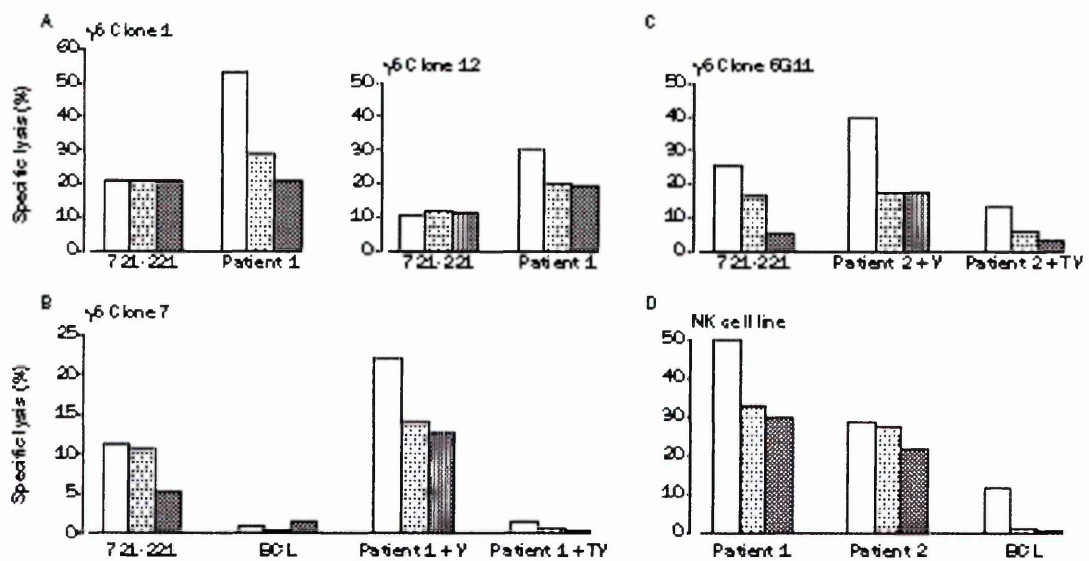 A
γδ Clone 1
Specific lysis (%)
60
50
40
30
20
10
0
721·221
Patient 1
γδ Clone 12
50
40
30
20
10
0
721·221
Patient 1
C
γδ Clone 6G11
50
40
30
20
10
0
721·221
Patient 2 + V
Patient 2 + TV
B
γδ Clone 7
Specific lysis (%)
25
20
15
10
5
0
721·221
BCL
Patient 1 + V
Patient 1 + TV
D
NK cell line
50
40
30
20
10
0
Patient 1
Patient 2
BCL